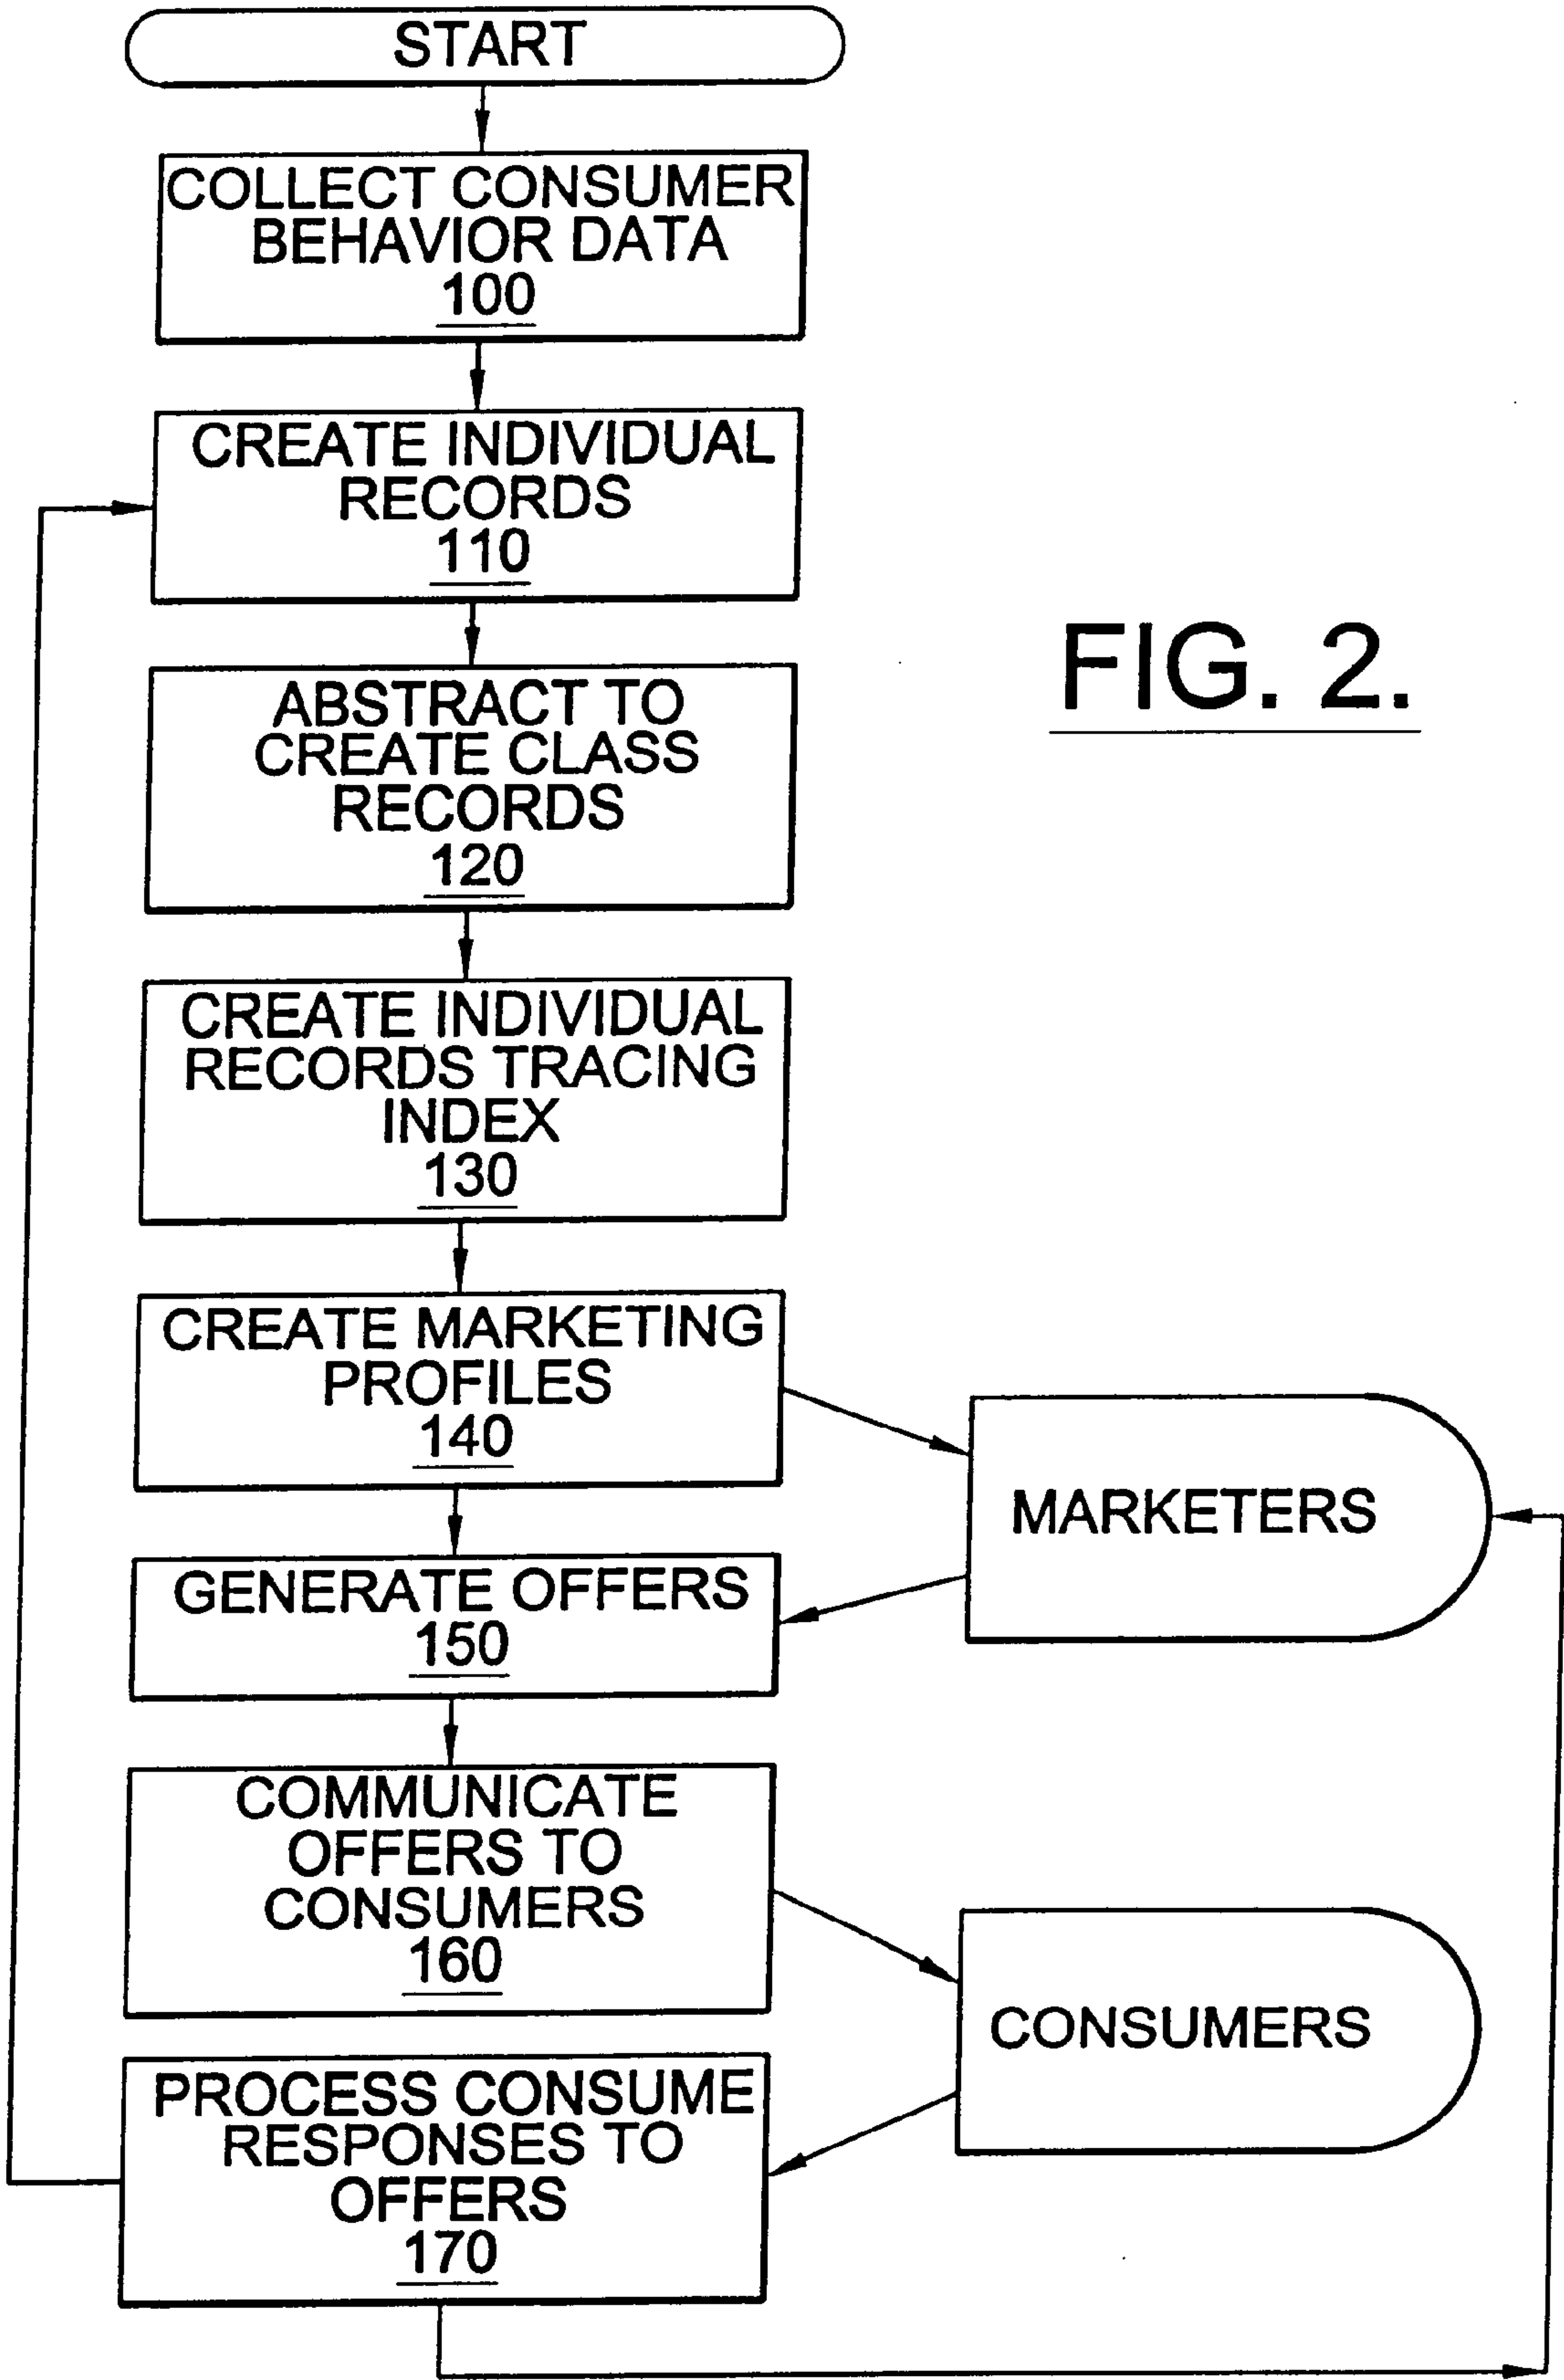 START
COLLECT CONSUMER
BEHAVIOR DATA
100
CREATE INDIVIDUAL
RECORDS
110
FIG. 2.
ABSTRACT TO
CREATE CLASS
RECORDS
120
CREATE INDIVIDUAL
RECORDS TRACING
INDEX
130
CREATE MARKETING
PROFILES
140
MARKETERS
GENERATE OFFERS
150
COMMUNICATE
OFFERS TO
CONSUMERS
160
CONSUMERS
PROCESS CONSUME
RESPONSES TO
OFFERS
170